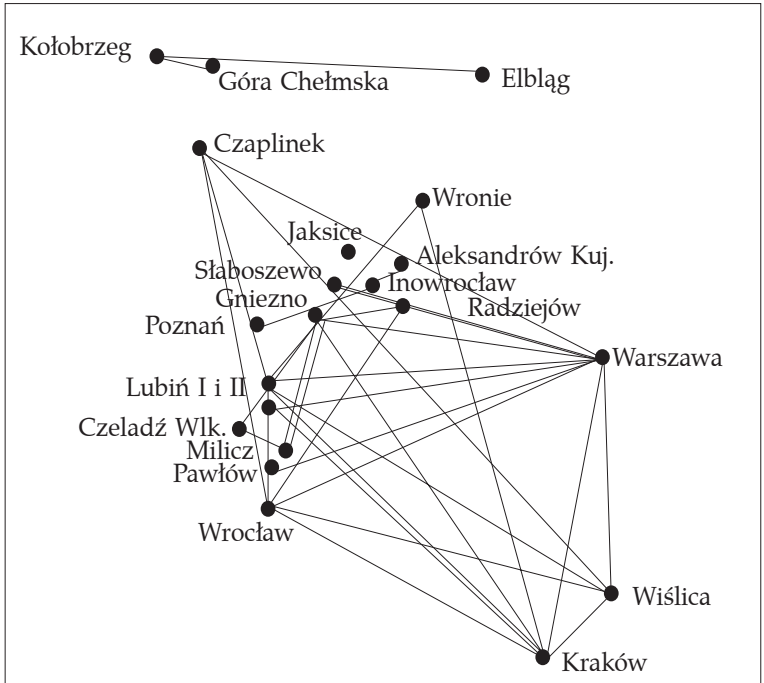 Kołobrzeg
Góra Chełmska
Elbląg
Czaplinek
Wronie
Jaksice
Aleksandrów Kuj.
Słaboszewo
Inowrocław
Gniezno
Radziejów
Poznań
Warszawa
Lubiń I i II
Czeladź Wlk.
Milicz
Pawłów
Wrocław
Wiślica
Kraków